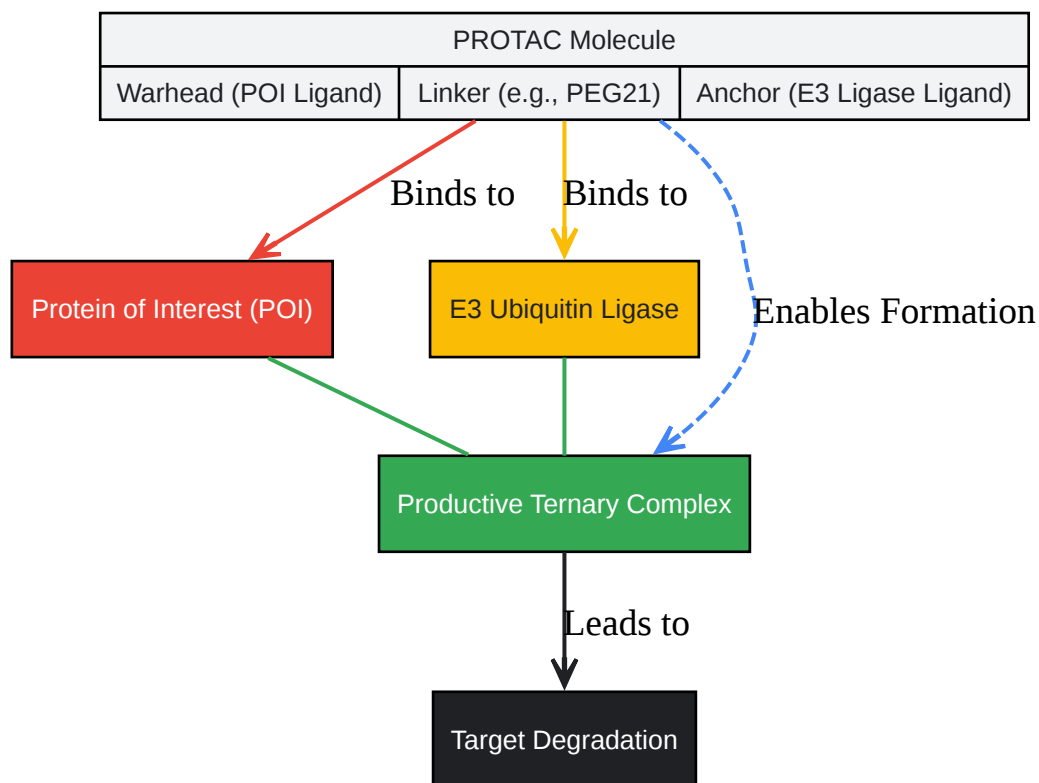 PROTAC Molecule
Warhead (POI Ligand) Linker (e.g., PEG21) Anchor (E3 Ligase Ligand)
Binds to Binds to
Protein of Interest (POI) E3 Ubiquitin Ligase Enables Formation
Productive Ternary Complex
Leads to
Target Degradation